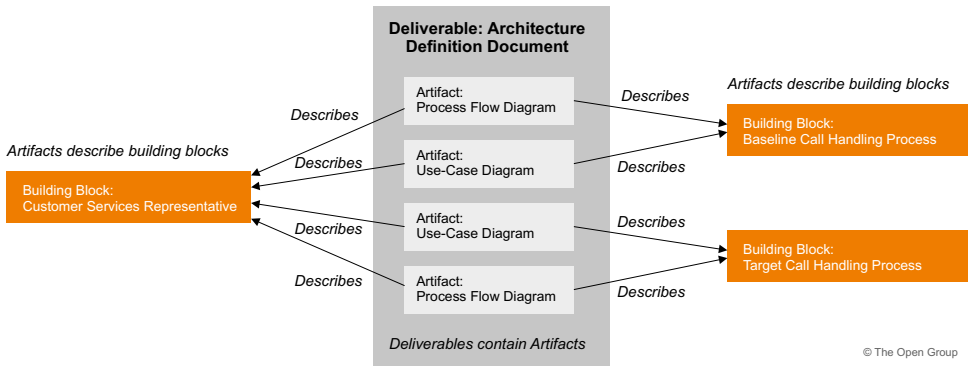 Deliverable: Architecture
Definition Document
Artifact:
Process Flow Diagram
Artifact:
Use-Case Diagram
Artifact:
Use-Case Diagram
Artifact:
Process Flow Diagram
Deliverables contain Artifacts
Describes
Describes
Describes
Describes
Artifacts describe building blocks
Building Block:
Customer Services Representative
Describes
Describes
Describes
Describes
Artifacts describe building blocks
Building Block:
Baseline Call Handling Process
Building Block:
Target Call Handling Process
© The Open Group